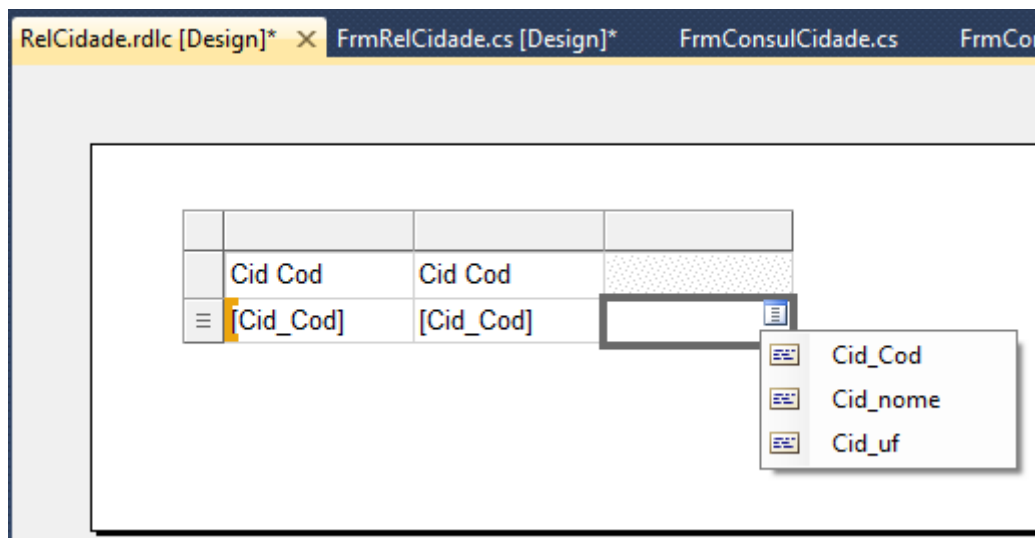 RelCidade.rdlc [Design]* FrmRelCidade.cs [Design]* FrmConsulCidade.cs
Cid Cod Cid Cod
[Cid_Cod] [Cid_Cod]
Cid_Cod
Cid_nome
Cid_uf